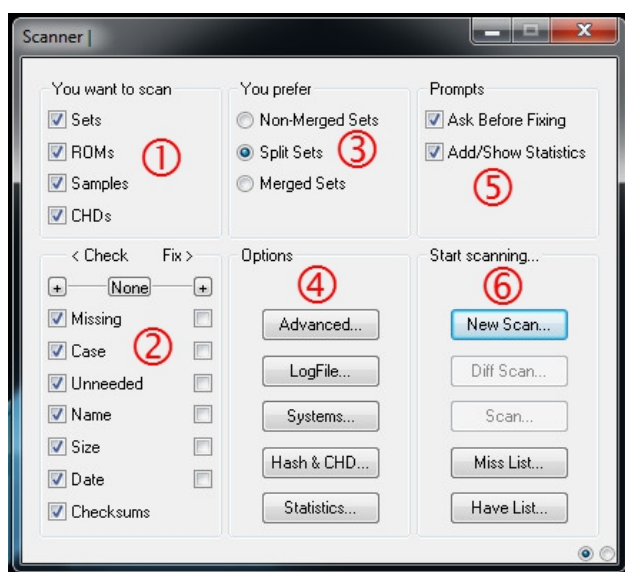 Scanner |
You want to scan
Sets
ROMs
Samples
CHDs
1
You prefer
Non-Merged Sets
Split Sets
Merged Sets
3
Prompts
Ask Before Fixing
Add/Show Statistics
5
< Check Fix >
+ None +
Missing
Case
Unneeded
Name
Size
Date
Checksums
2
Options
4
Advanced...
LogFile...
Systems...
Hash & CHD...
Statistics...
Start scanning...
6
New Scan...
Diff Scan...
Scan...
Miss List...
Have List...